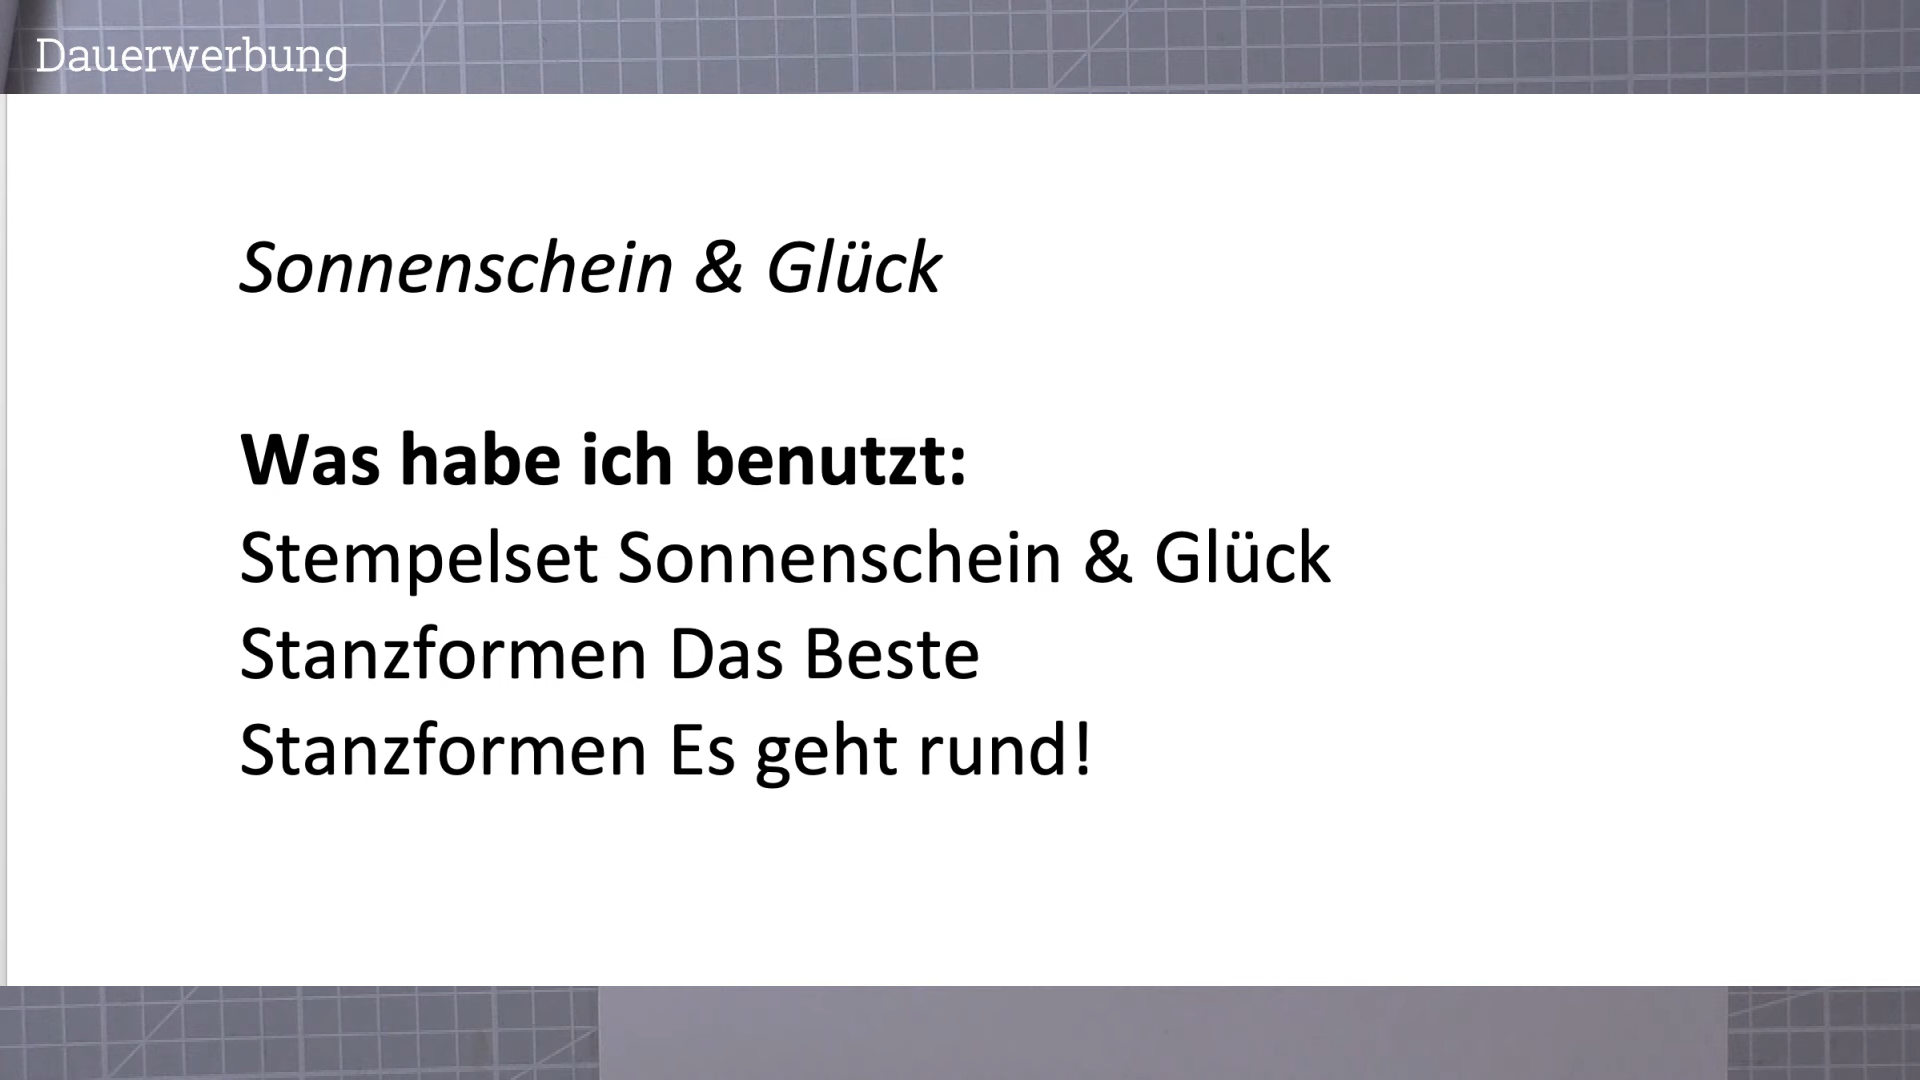 Dauerwerbung
Sonnenschein & Glück
Was habe ich benutzt:
Stempelset Sonnenschein & Glück
Stanzformen Das Beste
Stanzformen Es geht rund!